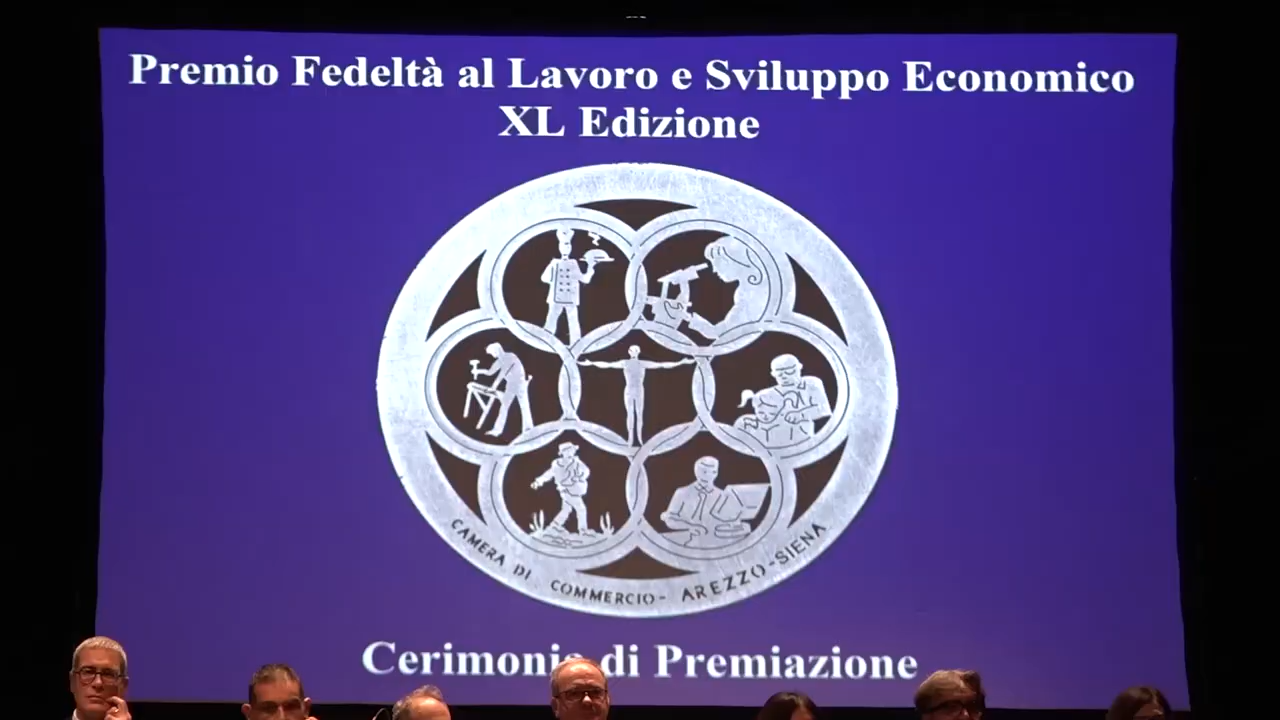 Premio Fedeltà al Lavoro e Sviluppo Economico
XL Edizione
CAMERA DI COMMERCIO - AREZZO - SIENA
Cerimonia di Premiazione